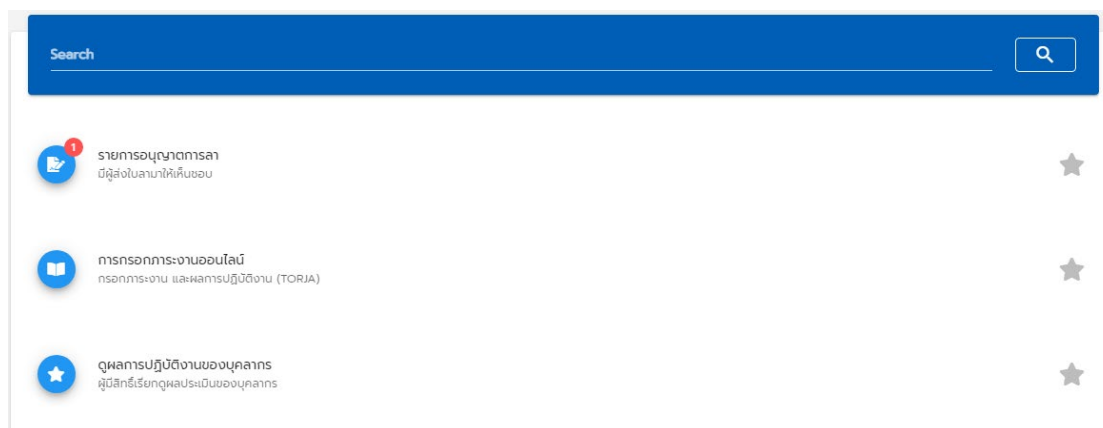 Search
1
รายการอนุญาตการลา
มีผู้ส่งใบลามาให้เห็นชอบ
การกรอกภาระงานออนไลน์
กรอกภาระงาน และผลการปฏิบัติงาน (TORJA)
ดูผลการปฏิบัติงานของบุคลากร
ผู้มีสิทธิ์เรียกดูผลประเมินของบุคลากร